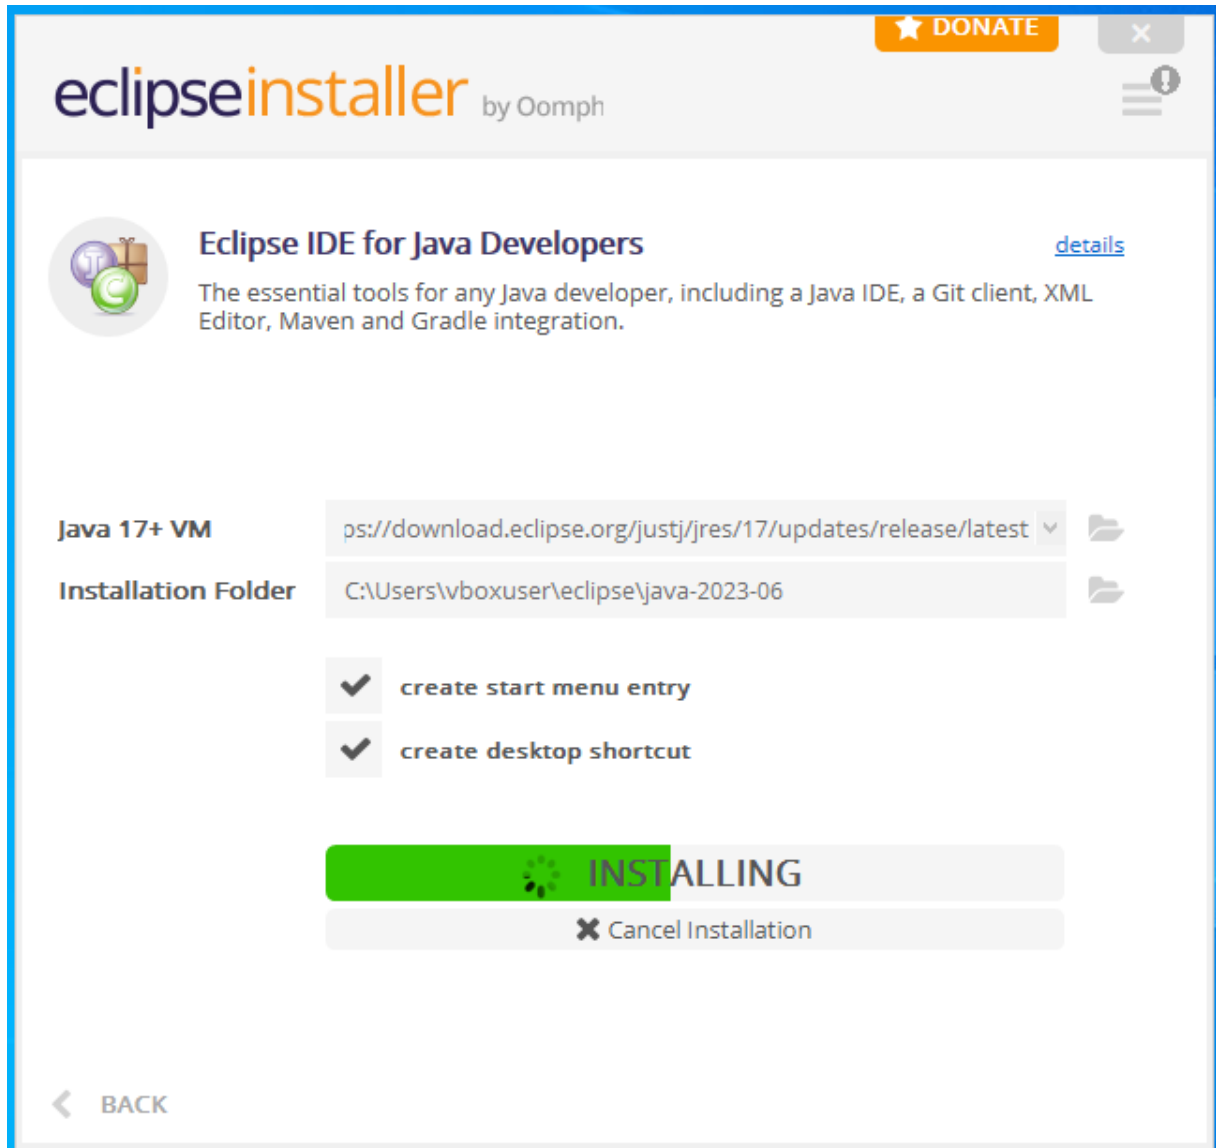 DONATE
eclipseinstaller by Oomph
Eclipse IDE for Java Developers
details
The essential tools for any Java developer, including a Java IDE, a Git client, XML
Editor, Maven and Gradle integration.
Java 17+ VM
ps://download.eclipse.org/justj/jres/17/updates/release/latest
Installation Folder
C:\Users\vboxuser\eclipse\java-2023-06
create start menu entry
create desktop shortcut
INSTALLING
Cancel Installation
BACK